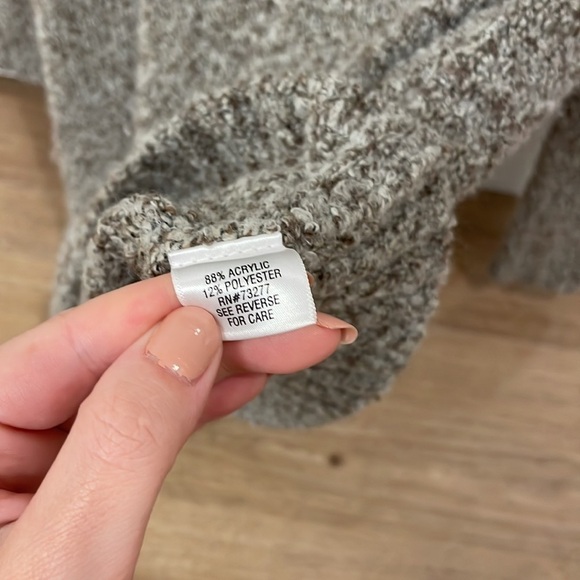 88% ACRYLIC
12% POLYESTER
RN#73277
SEE REVERSE
FOR CARE